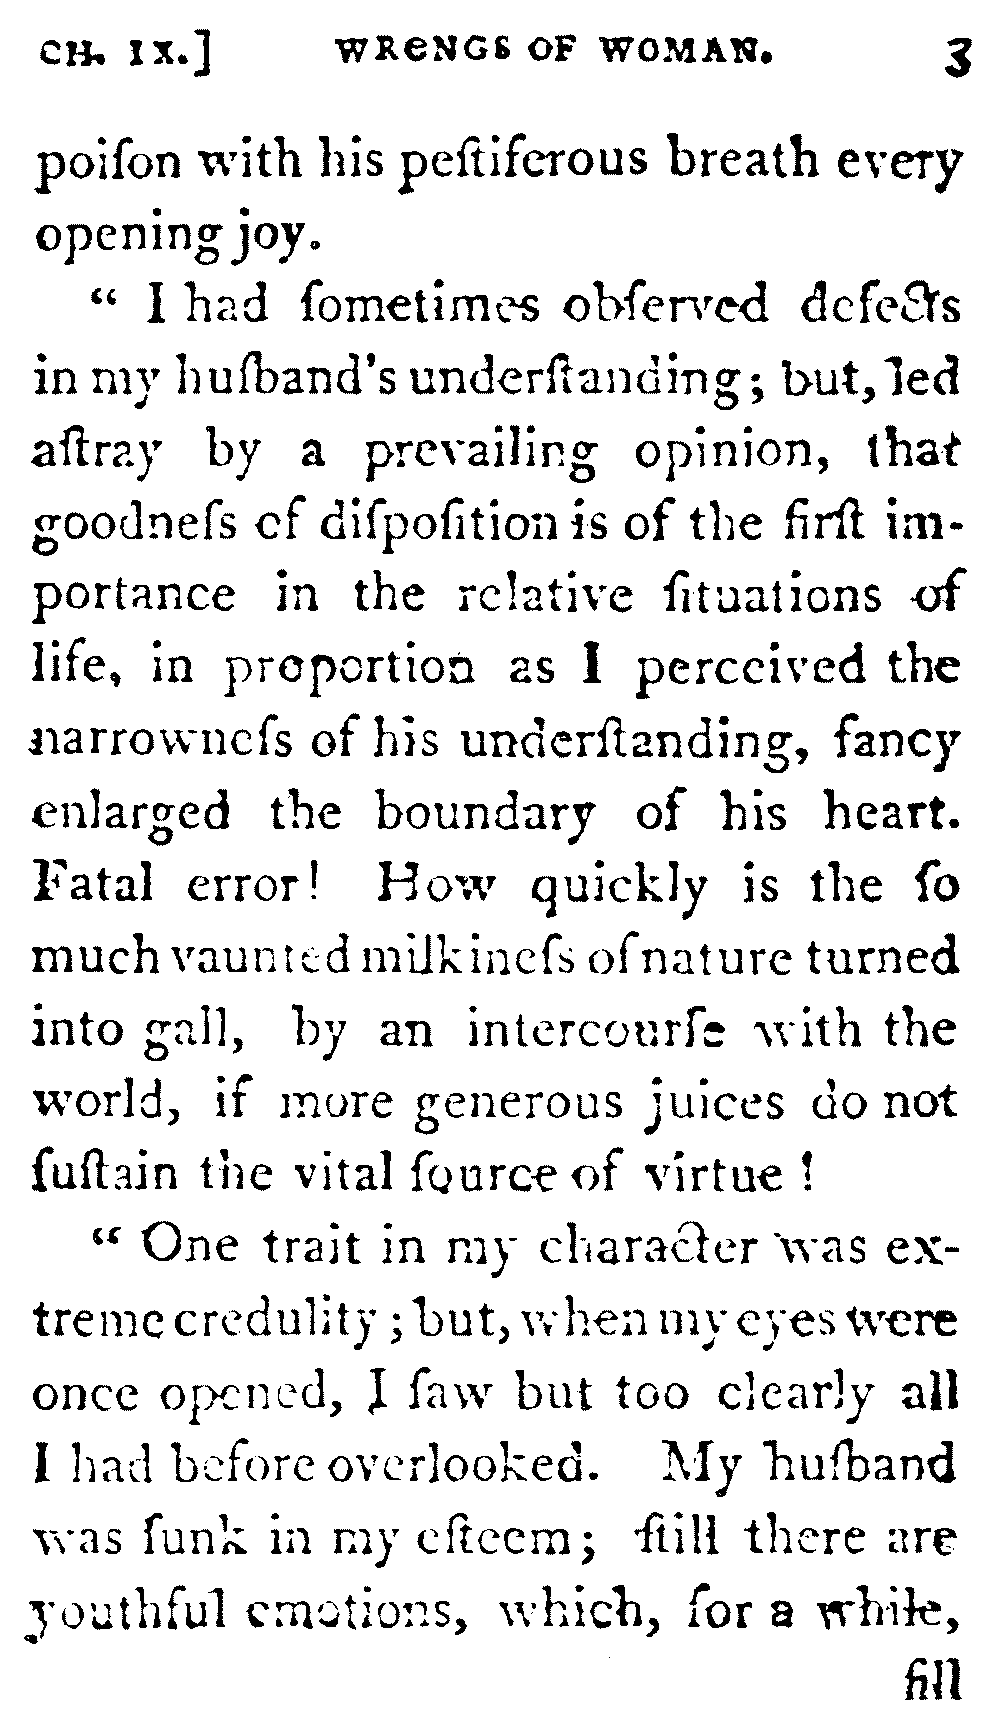 CH. IX.] WRONGS OF WOMAN. 3
poiſon with his peſtiferous breath every
opening joy.
“ I had ſometimes obſerved defects
in my huſband's underſtanding; but, led
aſtray by a prevailing opinion, that
goodneſs of diſpoſition is of the firſt im-
portance in the relative ſituations of
life, in proportion as I perceived the
narrowneſs of his underſtanding, fancy
enlarged the boundary of his heart.
Fatal error! How quickly is the ſo
much vaunted milkineſs of nature turned
into gall, by an intercourſe with the
world, if more generous juices do not
ſuſtain the vital ſource of virtue !
“ One trait in my character was ex-
treme credulity ; but, when my eyes were
once opened, I ſaw but too clearly all
I had before overlooked. My huſband
was ſunk in my eſteem; ſtill there are
youthful emotions, which, for a while,
fill